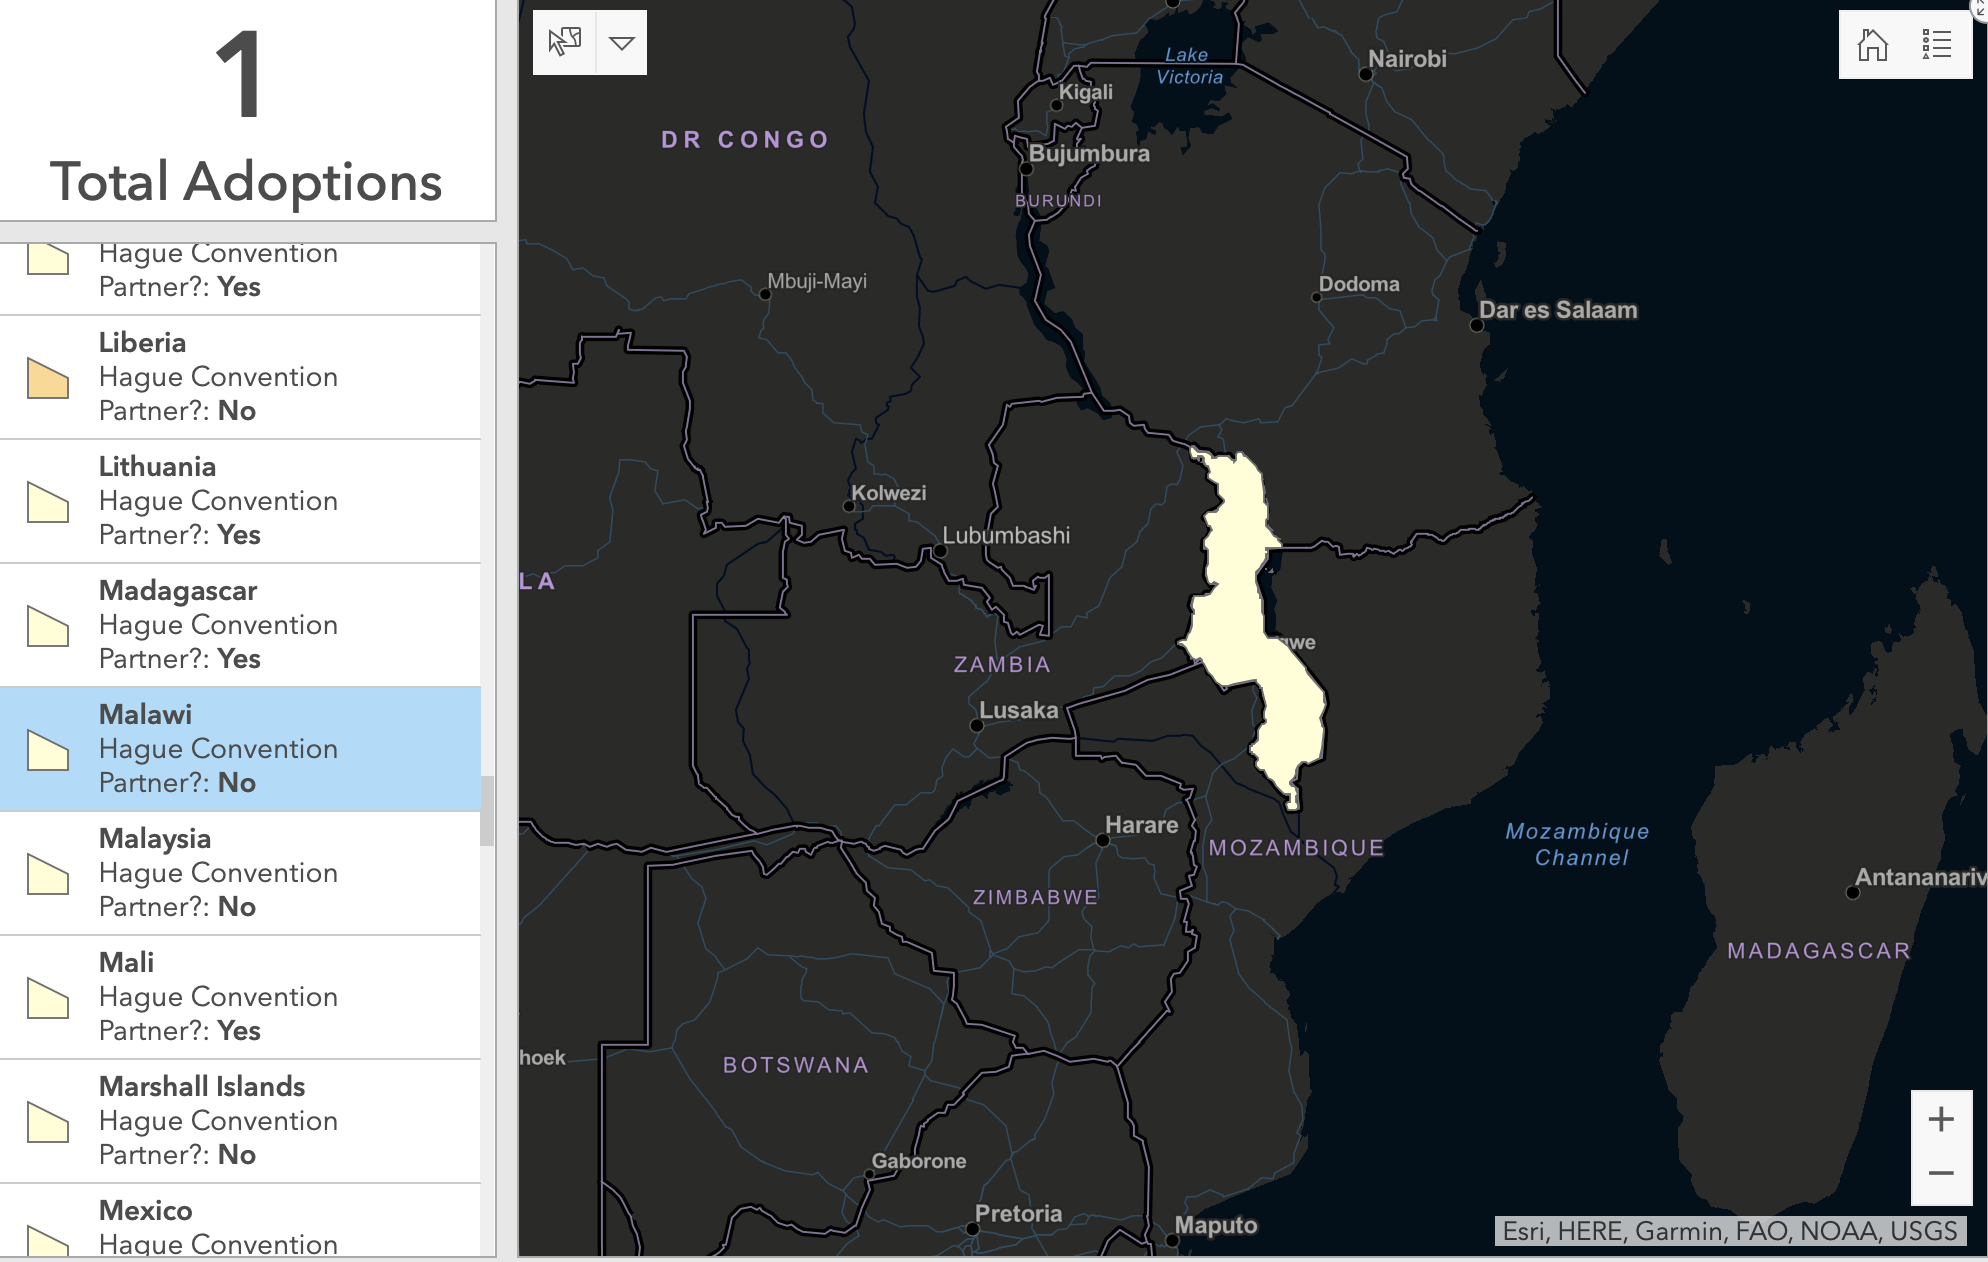 1
Total Adoptions
Hague Convention
Partner?: Yes
Liberia
Hague Convention
Partner?: No
Lithuania
Hague Convention
Partner?: Yes
Madagascar
Hague Convention
Partner?: Yes
Malawi
Hague Convention
Partner?: No
Malaysia
Hague Convention
Partner?: No
Mali
Hague Convention
Partner?: Yes
Marshall Islands
Hague Convention
Partner?: No
Mexico
Hague Convention
Lake
Victoria
Nairobi
Kigali
DR CONGO
Bujumbura
BURUNDI
Mbuji-Mayi
Dodoma
Dar es Salaam
Kolwezi
Lubumbashi
LA
gwe
ZAMBIA
Lusaka
Harare
MOZAMBIQUE
Mozambique
Channel
ZIMBABWE
Antananariv
MADAGASCAR
hoek
BOTSWANA
Gaborone
Pretoria
Maputo
+
−
Esri, HERE, Garmin, FAO, NOAA, USGS